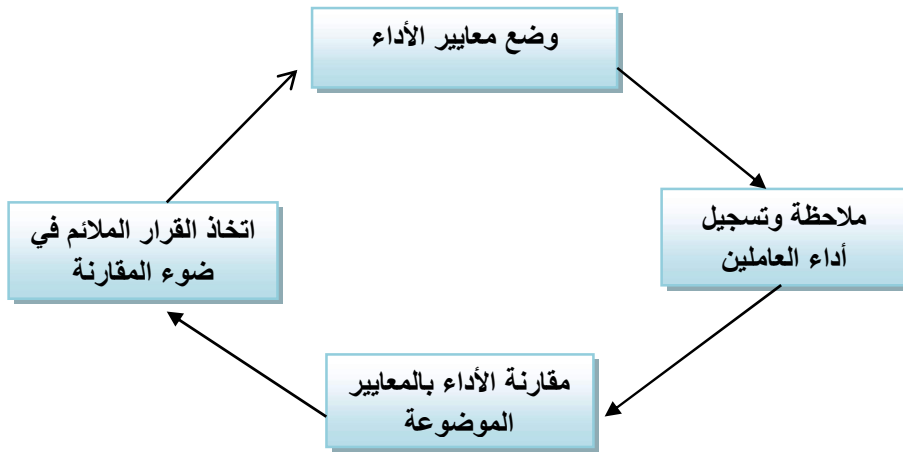 وضع معايير الأداء
ملاحظة وتسجيل
أداء العاملين
مقارنة الأداء بالمعايير
الموضوعة
اتخاذ القرار الملائم في
ضوء المقارنة